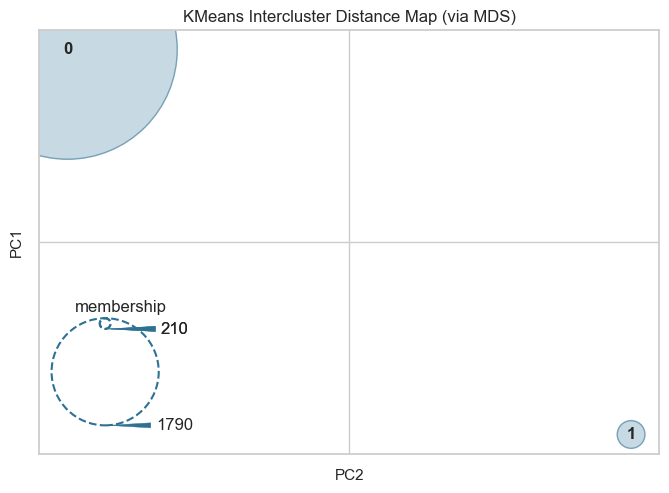 KMeans Intercluster Distance Map (via MDS)
0
PC1
membership
210
1790
1
PC2